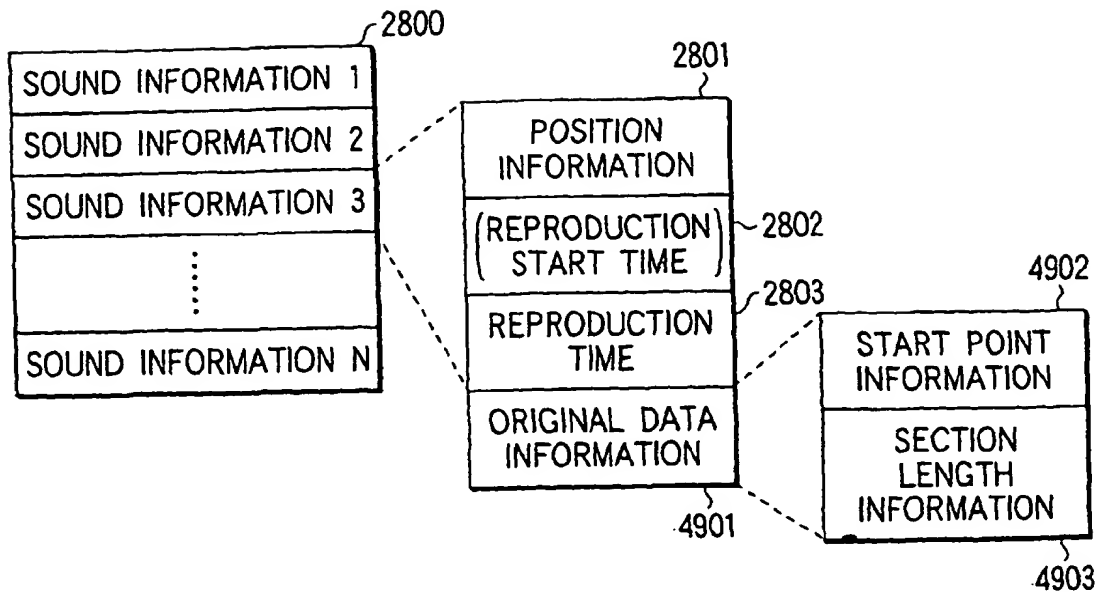 2800
SOUND INFORMATION 1
SOUND INFORMATION 2
SOUND INFORMATION 3
SOUND INFORMATION N
2801
POSITION
INFORMATION
(REPRODUCTION
START TIME)
2802
2803
REPRODUCTION
TIME
ORIGINAL DATA
INFORMATION
4901
4902
START POINT
INFORMATION
SECTION
LENGTH
INFORMATION
4903